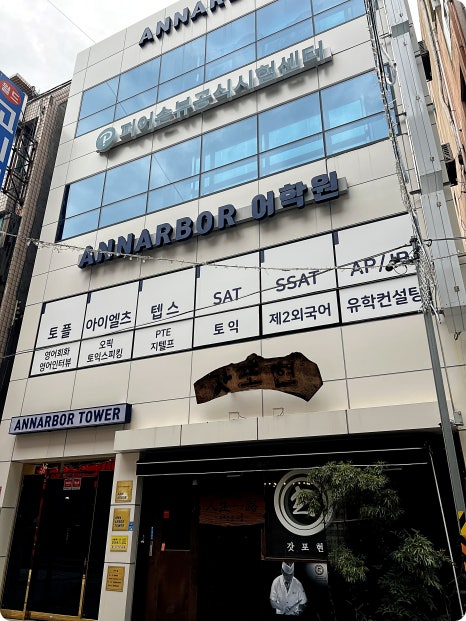 ANNARBOR
피어슨뷰공식시험센터
ANNARBOR 어학원
토플
아이엘츠
텝스
SAT
SSAT
AP/IB
영어회화
영어인터뷰
오픽
토익스피킹
PTE
지텔프
토익
제2외국어
유학컨설팅
갓포현
ANNARBOR TOWER
갓포현